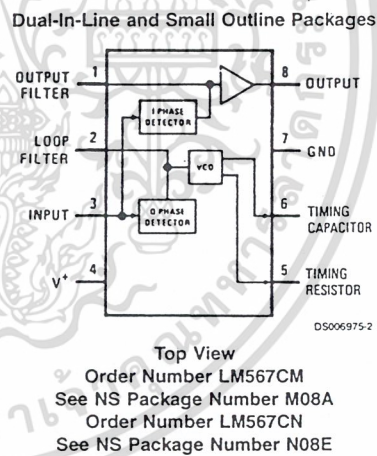 Dual-In-Line and Small Outline Packages
OUTPUT FILTER 1
8 OUTPUT
I PHASE DETECTOR
LOOP FILTER 2
7 GND
VCO
INPUT 3
6 TIMING CAPACITOR
Q PHASE DETECTOR
V+ 4
5 TIMING RESISTOR
DS006975-2
Top View
Order Number LM567CM
See NS Package Number M08A
Order Number LM567CN
See NS Package Number N08E